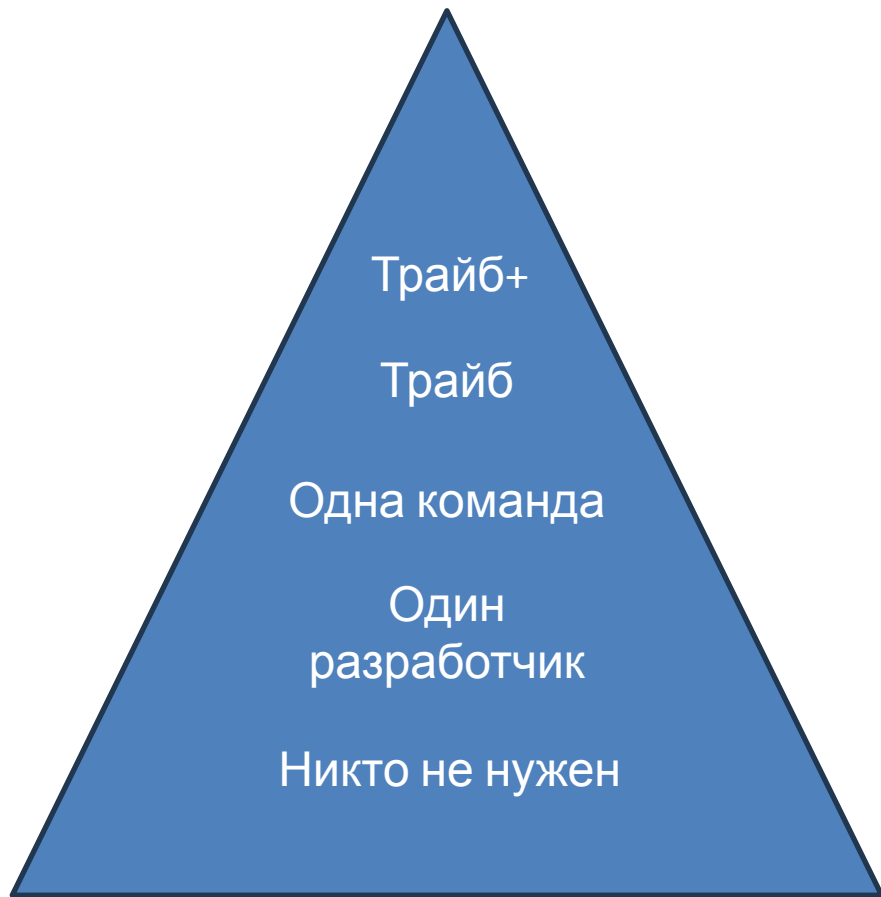 Трайб+
Трайб
Одна команда
Один
разработчик
Никто не нужен